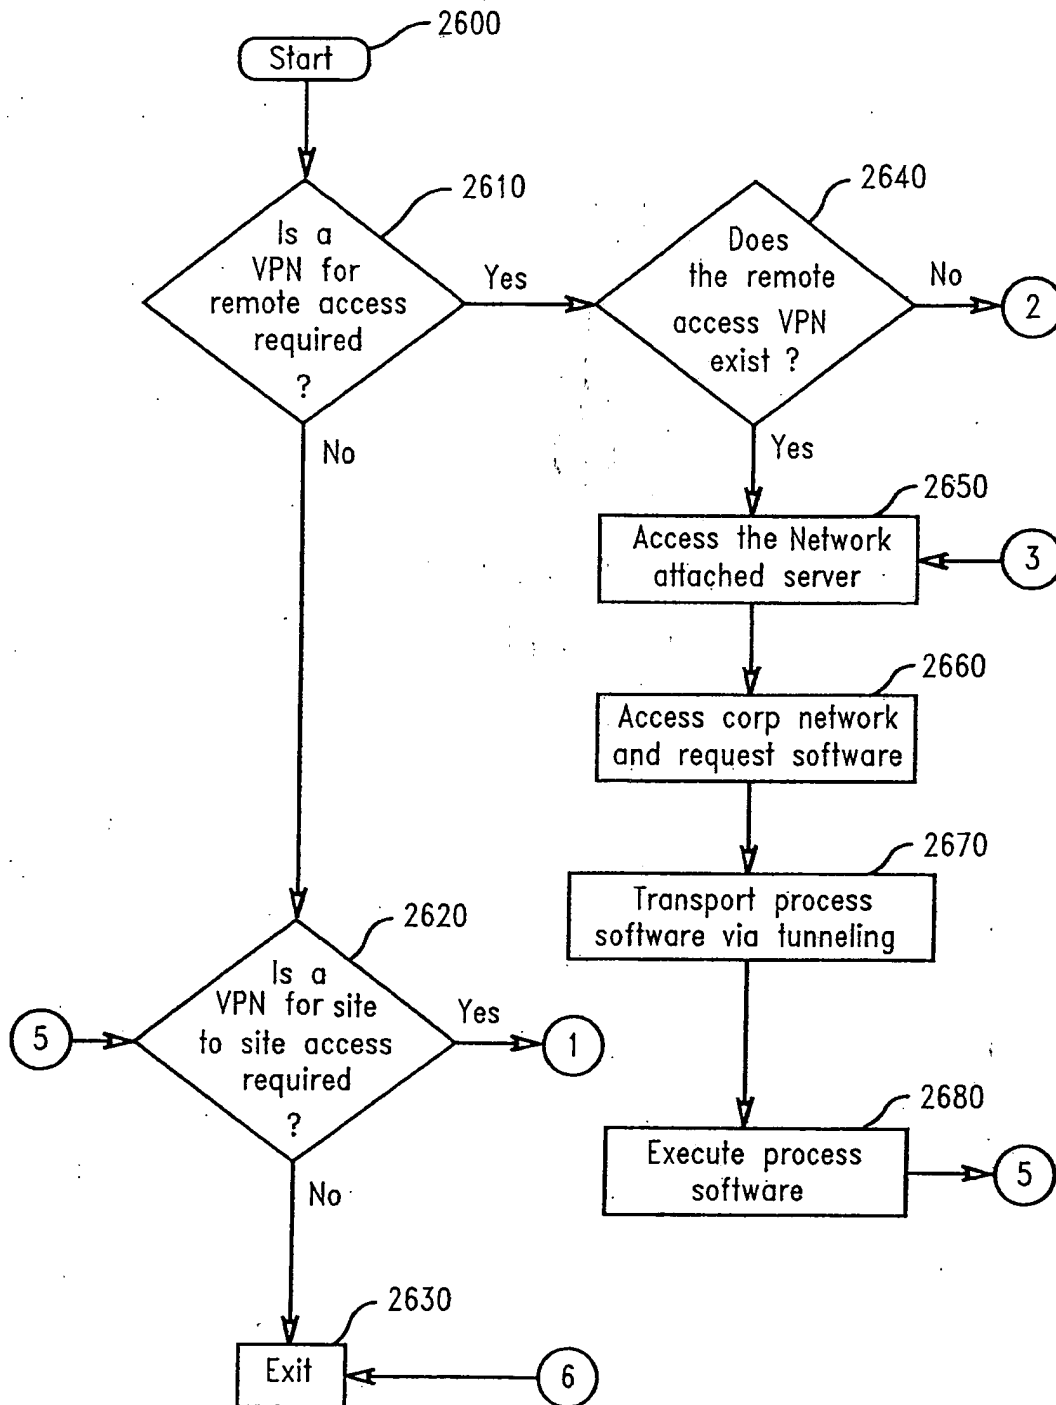 2600
Start
2610
Is a
VPN for
remote access
required
?
Yes
No
2640
Does
the remote
access VPN
exist ?
No
2
Yes
2650
Access the Network
attached server
3
2660
Access corp network
and request software
2670
Transport process
software via tunneling
2680
Execute process
software
5
2620
Is a
VPN for site
to site access
required
?
5
Yes
1
No
2630
Exit
6